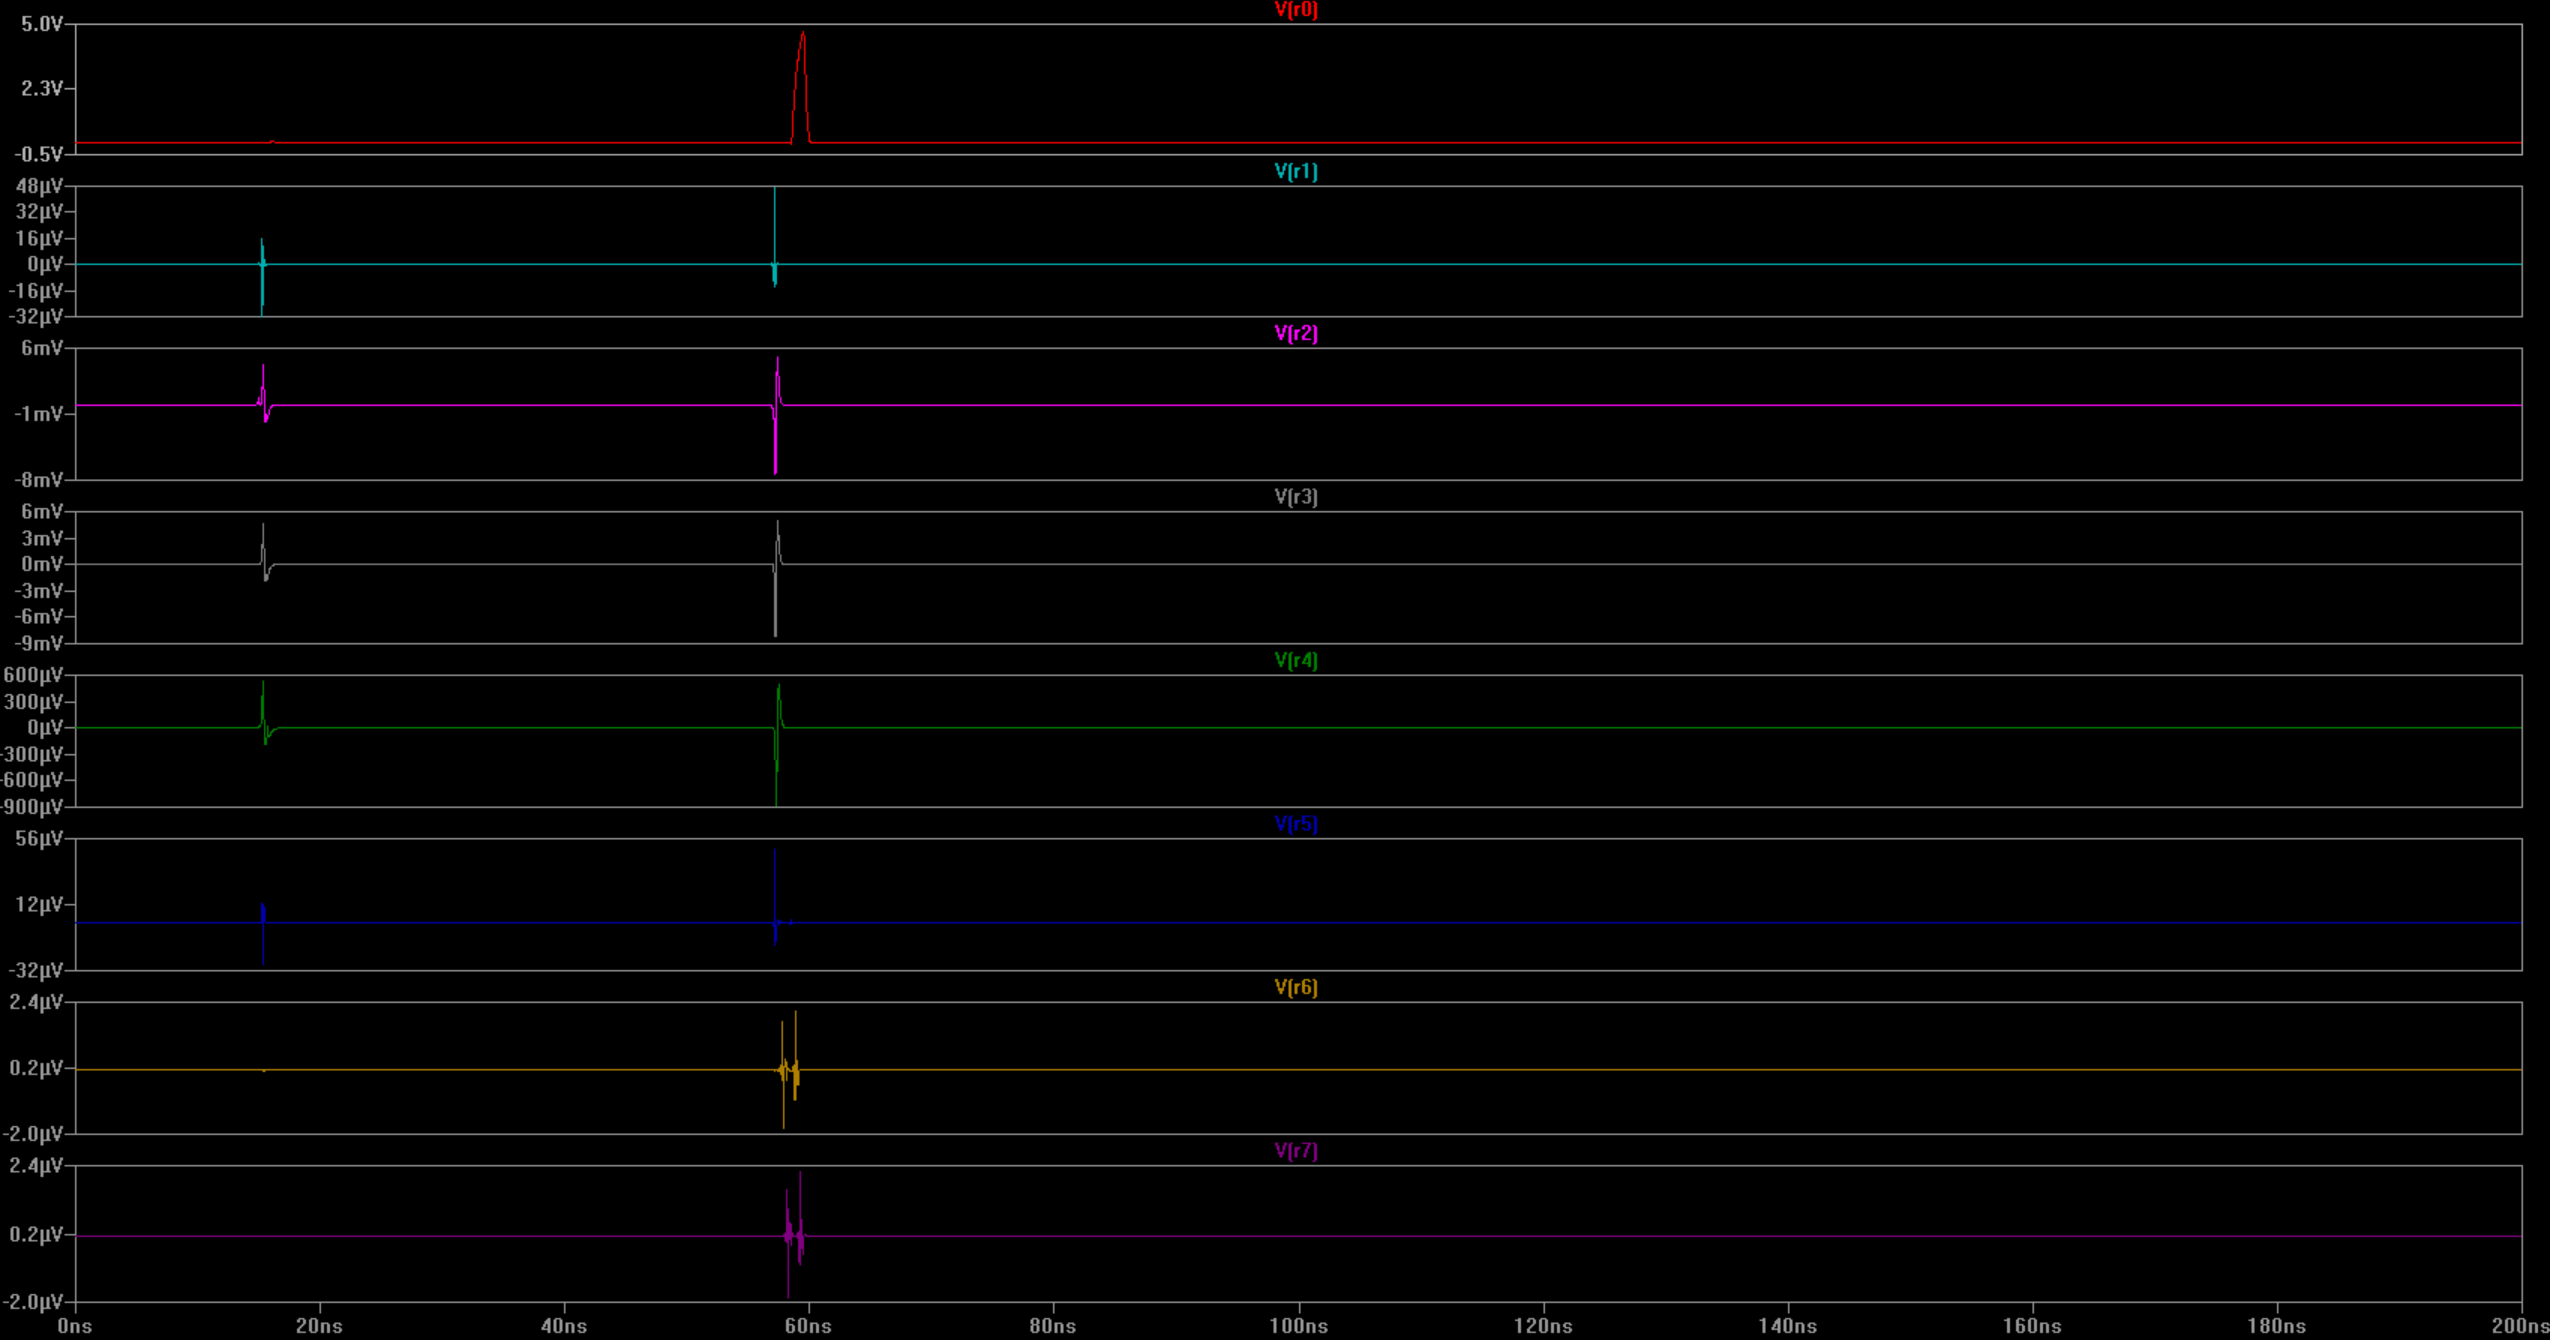 V(r0)
5.0V
2.3V
-0.5V
V(r1)
48µV
32µV
16µV
0µV
-16µV
-32µV
V(r2)
6mV
-1mV
-8mV
V(r3)
6mV
3mV
0mV
-3mV
-6mV
-9mV
V(r4)
600µV
300µV
0µV
-300µV
-600µV
-900µV
V(r5)
56µV
12µV
-32µV
V(r6)
2.4µV
0.2µV
-2.0µV
V(r7)
2.4µV
0.2µV
-2.0µV
0ns 20ns 40ns 60ns 80ns 100ns 120ns 140ns 160ns 180ns 200ns